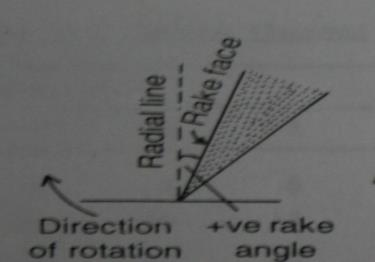 Radial line
Rake face
Direction
of rotation
+ve rake
angle